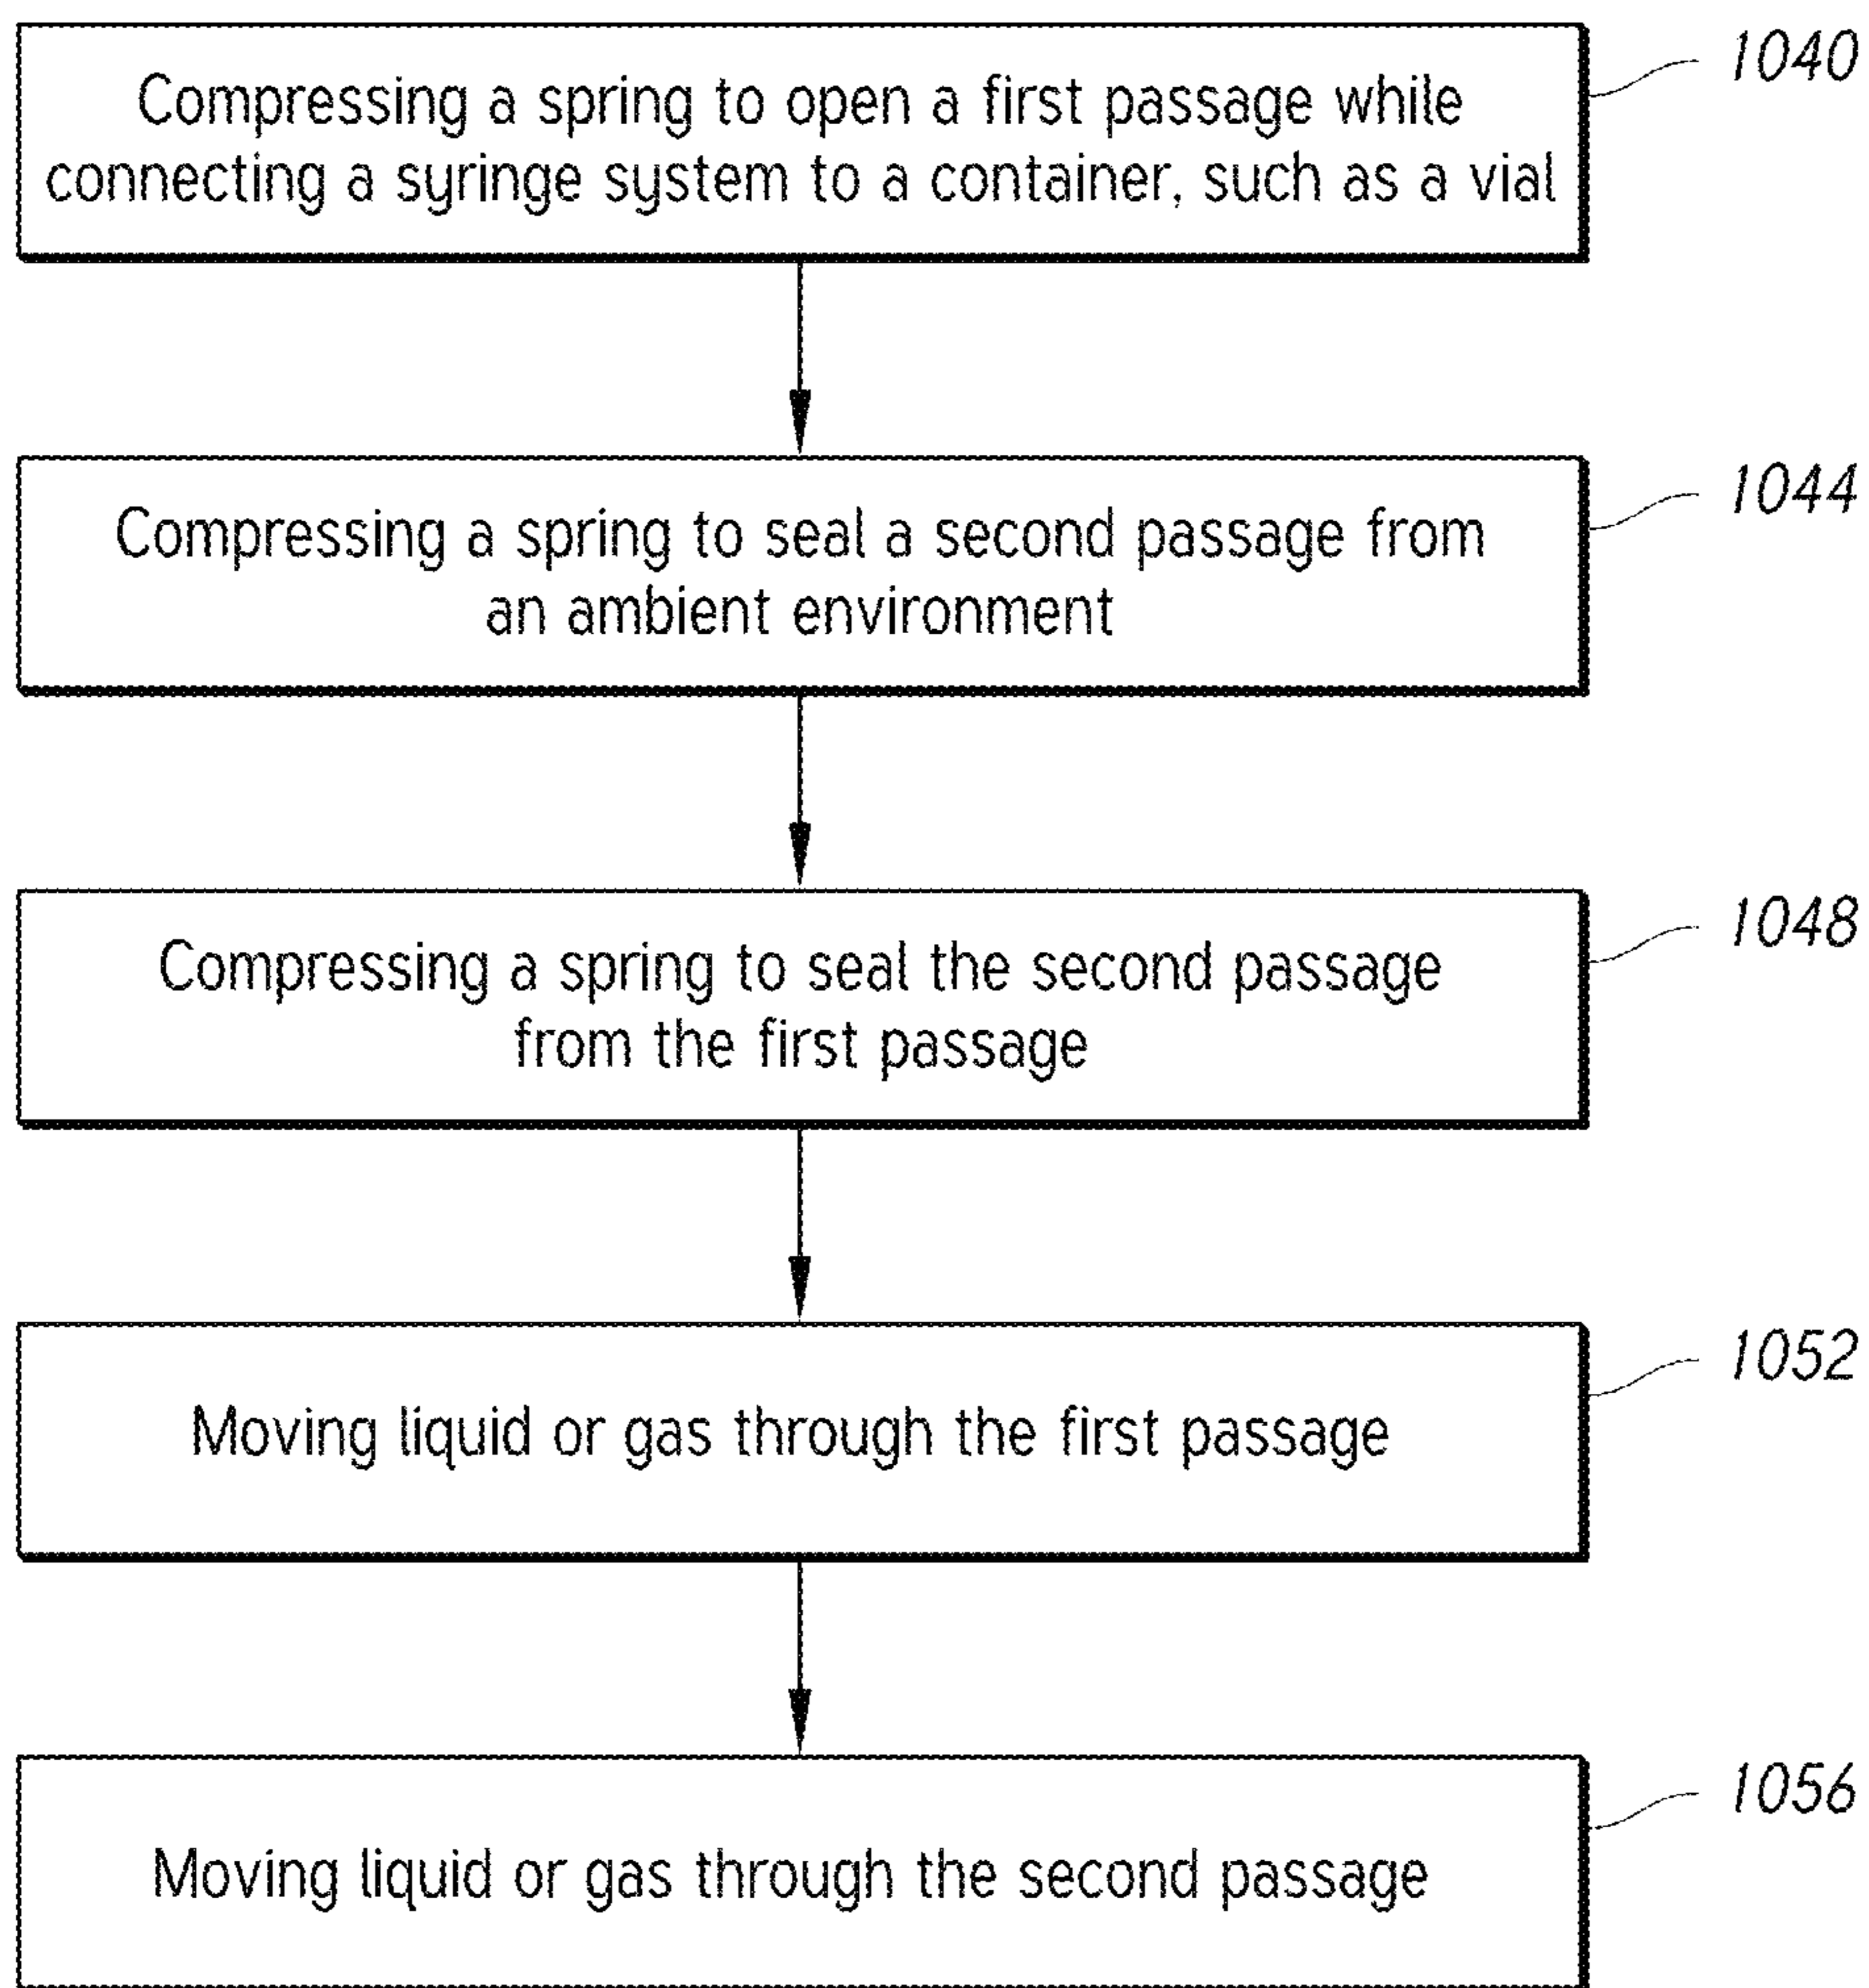 Compressing a spring to open a first passage while
connecting a syringe system to a container, such as a vial
1040
Compressing a spring to seal a second passage from
an ambient environment
1044
Compressing a spring to seal the second passage
from the first passage
1048
Moving liquid or gas through the first passage
1052
Moving liquid or gas through the second passage
1056